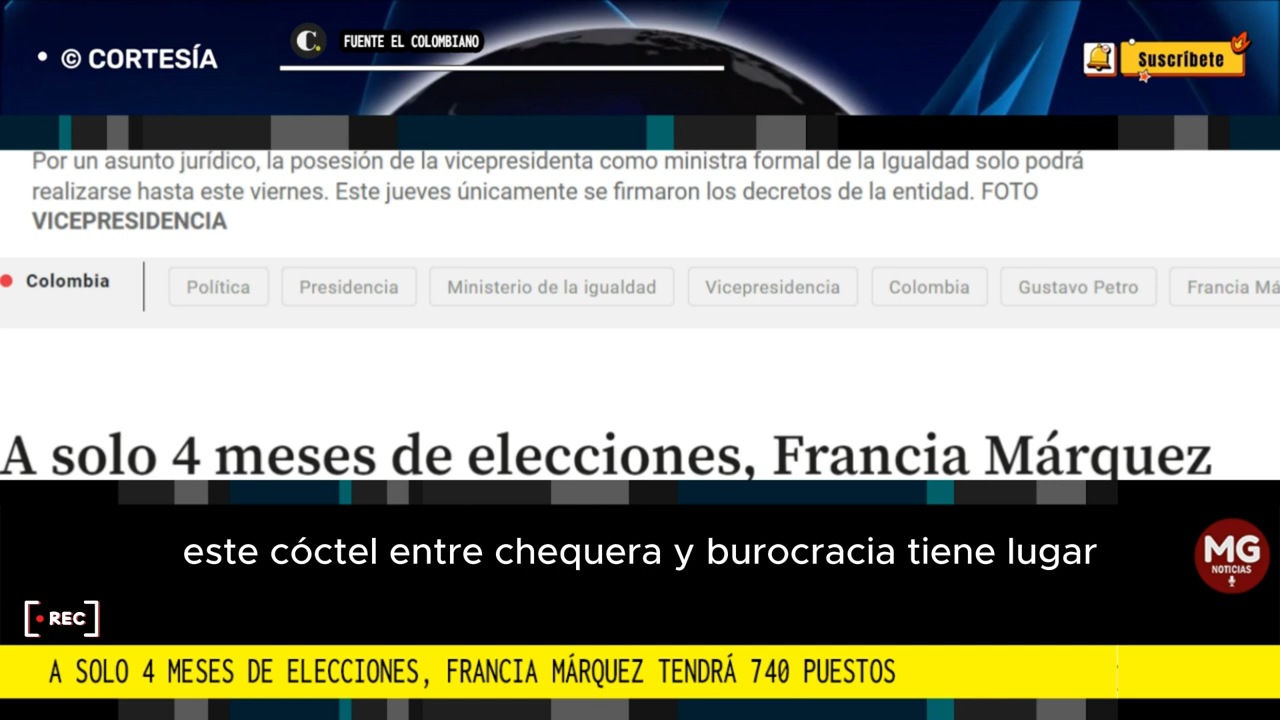 • © CORTESÍA
C.
FUENTE EL COLOMBIANO
Suscríbete
Por un asunto jurídico, la posesión de la vicepresidenta como ministra formal de la Igualdad solo podrá
realizarse hasta este viernes. Este jueves únicamente se firmaron los decretos de la entidad. FOTO
VICEPRESIDENCIA
Colombia
Política
Presidencia
Ministerio de la igualdad
Vicepresidencia
Colombia
Gustavo Petro
Francia Má
A solo 4 meses de elecciones, Francia Márquez
este cóctel entre chequera y burocracia tiene lugar
MG
NOTICIAS
REC
A SOLO 4 MESES DE ELECCIONES, FRANCIA MÁRQUEZ TENDRÁ 740 PUESTOS